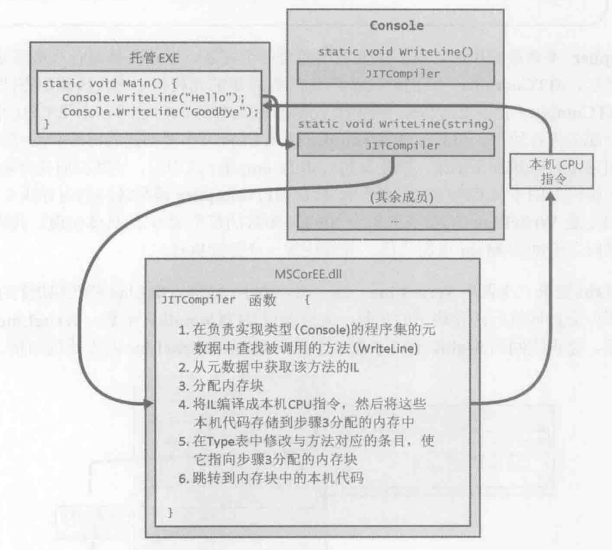 托管EXE
static void Main() {
Console.WriteLine("Hello");
Console.WriteLine("Goodbye");
}
Console
static void WriteLine()
JITCompiler
static void WriteLine(string)
JITCompiler
(其余成员)
本机 CPU
指令
MSCorEE.dll
JITCompiler 函数 {
1. 在负责实现类型(Console)的程序集的元
数据中查找被调用的方法(WriteLine)
2. 从元数据中获取该方法的IL
3. 分配内存块
4. 将IL编译成本机CPU指令，然后将这些
本机代码存储到步骤3分配的内存中
5. 在Type表中修改与方法对应的条目，使
它指向步骤3分配的内存块
6. 跳转到内存块中的本机代码
}